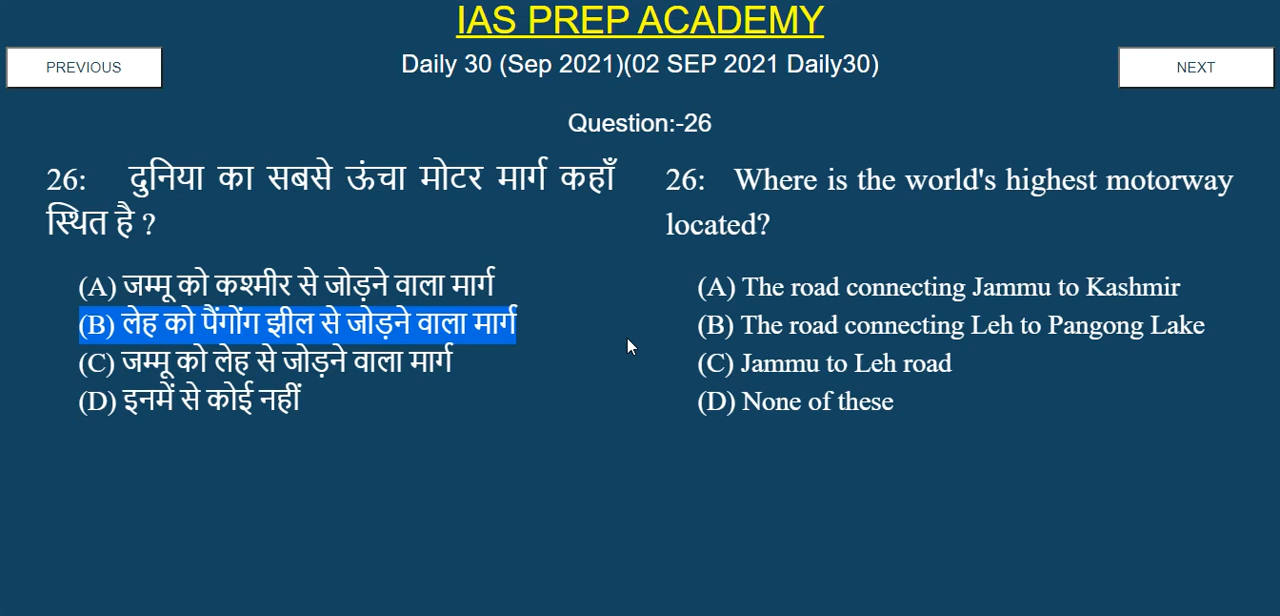 IAS PREP ACADEMY
PREVIOUS
Daily 30 (Sep 2021)(02 SEP 2021 Daily30)
NEXT
Question:-26
26: दुनिया का सबसे ऊंचा मोटर मार्ग कहाँ
स्थित है ?
(A) जम्मू को कश्मीर से जोड़ने वाला मार्ग
(B) लेह को पैंगोंग झील से जोड़ने वाला मार्ग
(C) जम्मू को लेह से जोड़ने वाला मार्ग
(D) इनमें से कोई नहीं
26: Where is the world's highest motorway
located?
(A) The road connecting Jammu to Kashmir
(B) The road connecting Leh to Pangong Lake
(C) Jammu to Leh road
(D) None of these